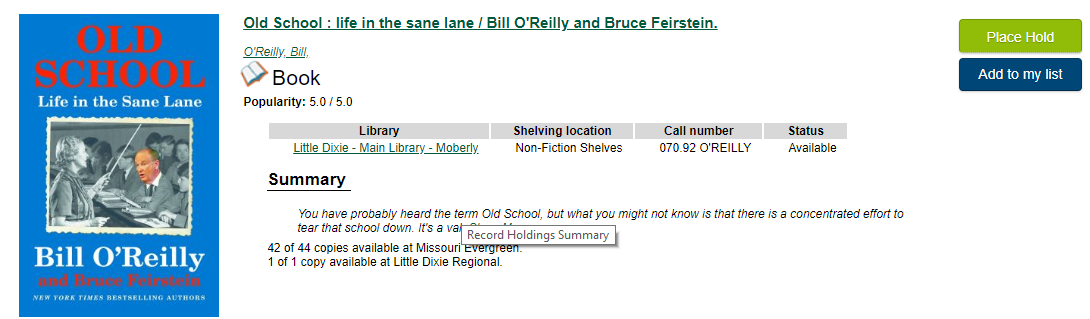 OLD
SCHOOL
Life in the Sane Lane
Bill O'Reilly
and Bruce Feirstein
NEW YORK TIMES BESTSELLING AUTHORS
Old School : life in the sane lane / Bill O'Reilly and Bruce Feirstein.
O'Reilly, Bill,
Book
Popularity: 5.0 / 5.0
Library Shelving location Call number Status
Little Dixie - Main Library - Moberly Non-Fiction Shelves 070.92 O'REILLY Available
Summary
You have probably heard the term Old School, but what you might not know is that there is a concentrated effort to
tear that school down. It's a
Record Holdings Summary
42 of 44 copies available at Missouri Evergreen.
1 of 1 copy available at Little Dixie Regional.
Place Hold
Add to my list